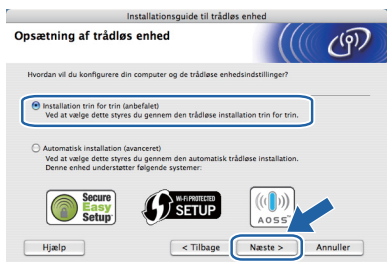 Installationsguide til trådløs enhed
Opsætning af trådløs enhed
Hvordan vil du konfigurere din computer og de trådløse enhedsindstillinger?
Installation trin for trin (anbefalet)
Ved at vælge dette styres du gennem den trådløse installation trin for trin.
Automatisk installation (avanceret)
Ved at vælge dette styres du gennem den automatisk trådløse installation.
Denne enhed understøtter følgende systemer:
Secure
Easy
Setup
WI-FI PROTECTED
SETUP
AOSS™
Hjælp
< Tilbage
Næste >
Annuller